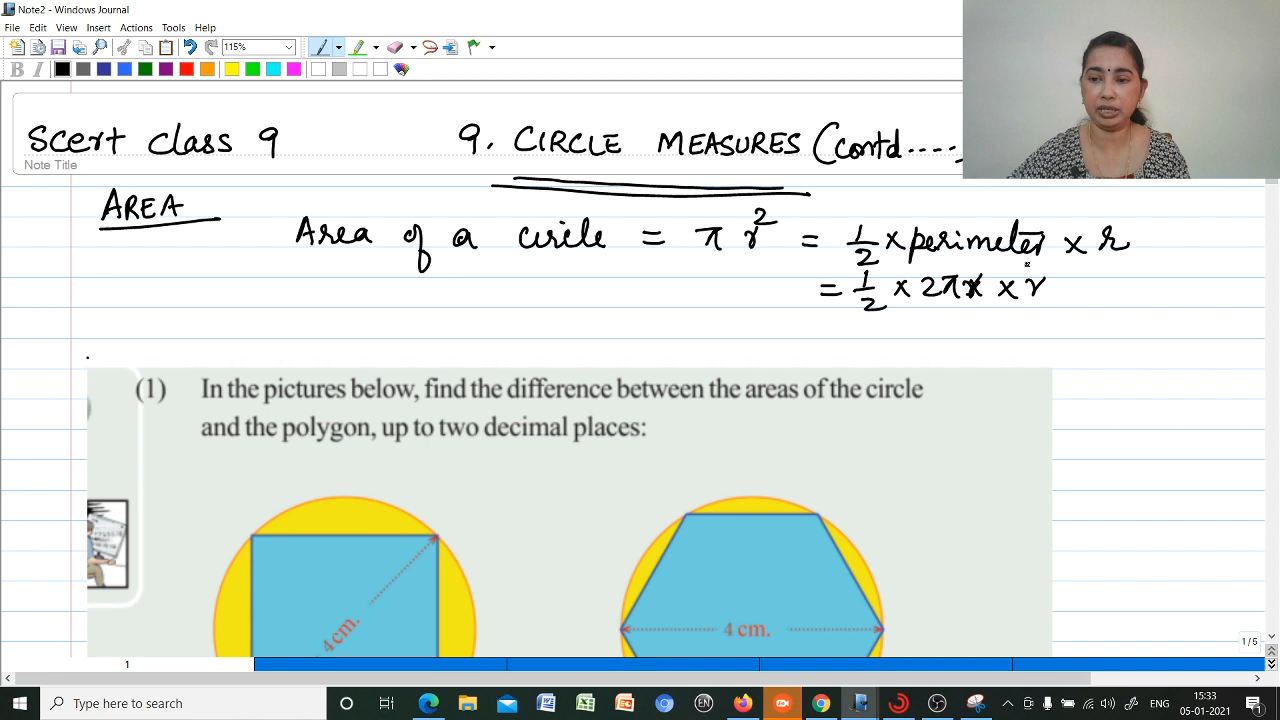 Note2 - Windows Journal
File Edit View Insert Actions Tools Help
115%
B I
Scert class 9 9. CIRCLE MEASURES (Contd.....)
Note Title
AREA
Area of a circle = π r² = 1/2 × perimeter × r
= 1/2 × 2πr × r
(1) In the pictures below, find the difference between the areas of the circle
and the polygon, up to two decimal places:
4 cm. 4 cm.
1/5
1
Type here to search
EN
ENG
15:33
05-01-2021